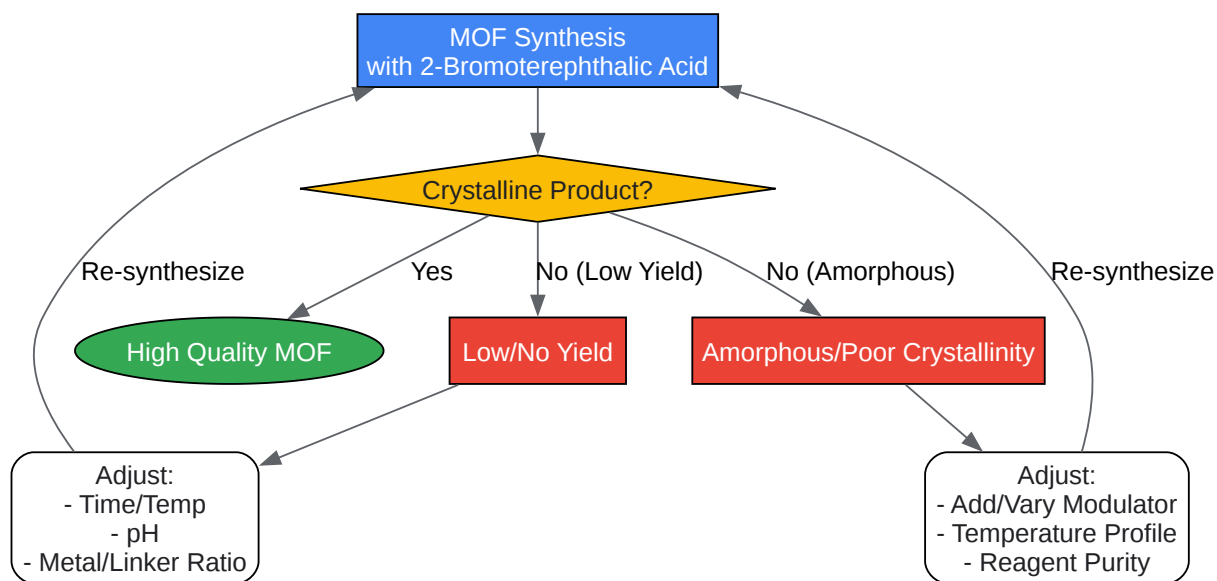 MOF Synthesis
with 2-Bromoterephthalic Acid
Crystalline Product?
Re-synthesize
Yes
No (Low Yield)
No (Amorphous)
Re-synthesize
High Quality MOF
Low/No Yield
Amorphous/Poor Crystallinity
Adjust:
- Time/Temp
- pH
- Metal/Linker Ratio
Adjust:
- Add/Vary Modulator
- Temperature Profile
- Reagent Purity